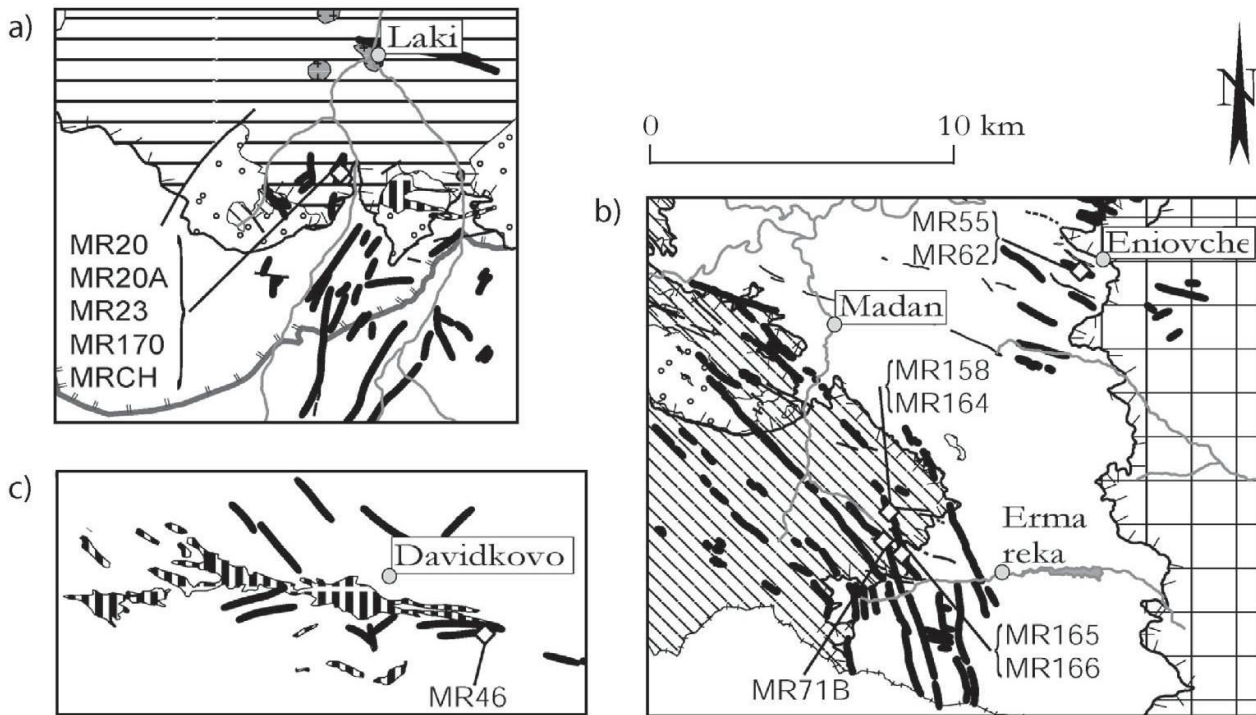 a)
Laki
MR20
MR20A
MR23
MR170
MRCH
N
0 10 km
b)
MR55
MR62
Eniovche
Madan
MR158
MR164
Erma
reka
MR165
MR166
MR71B
c)
Davidkovo
MR46